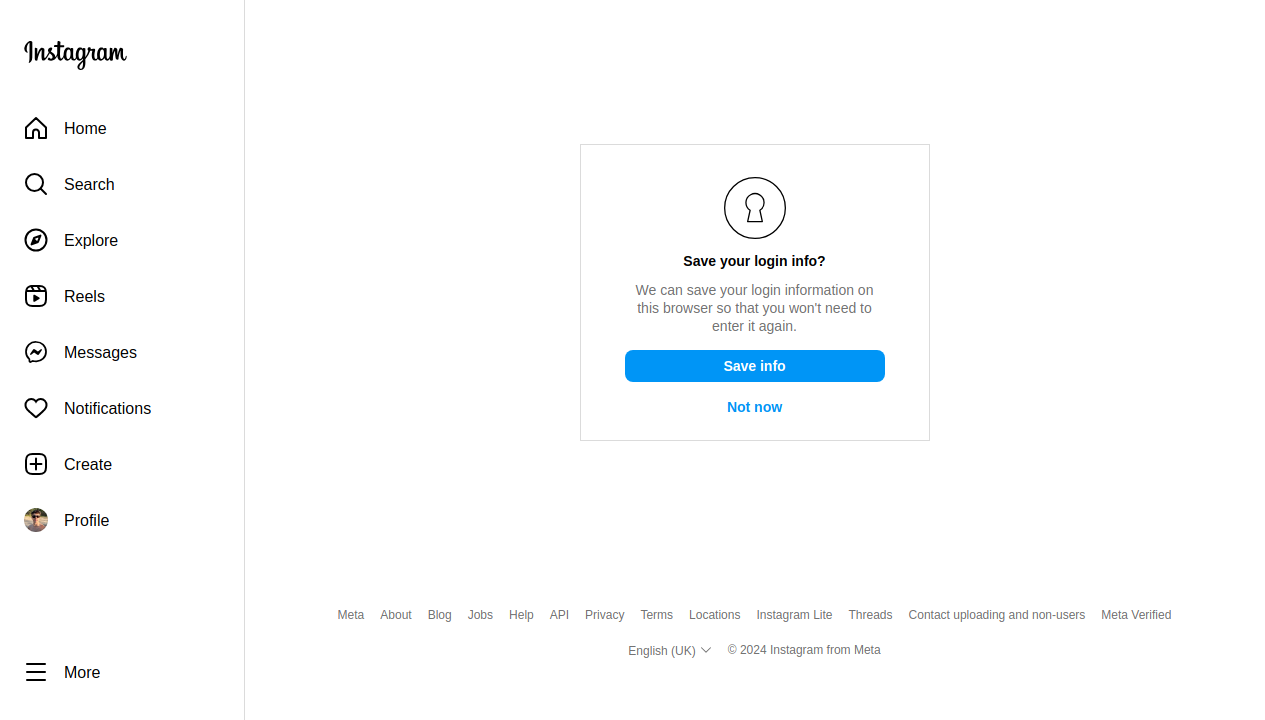 Instagram
Home
Search
Explore
Reels
Messages
Notifications
Create
Profile
More
Save your login info?
We can save your login information on
this browser so that you won't need to
enter it again.
Save info
Not now
Meta About Blog Jobs Help API Privacy Terms Locations Instagram Lite Threads Contact uploading and non-users Meta Verified
English (UK) © 2024 Instagram from Meta